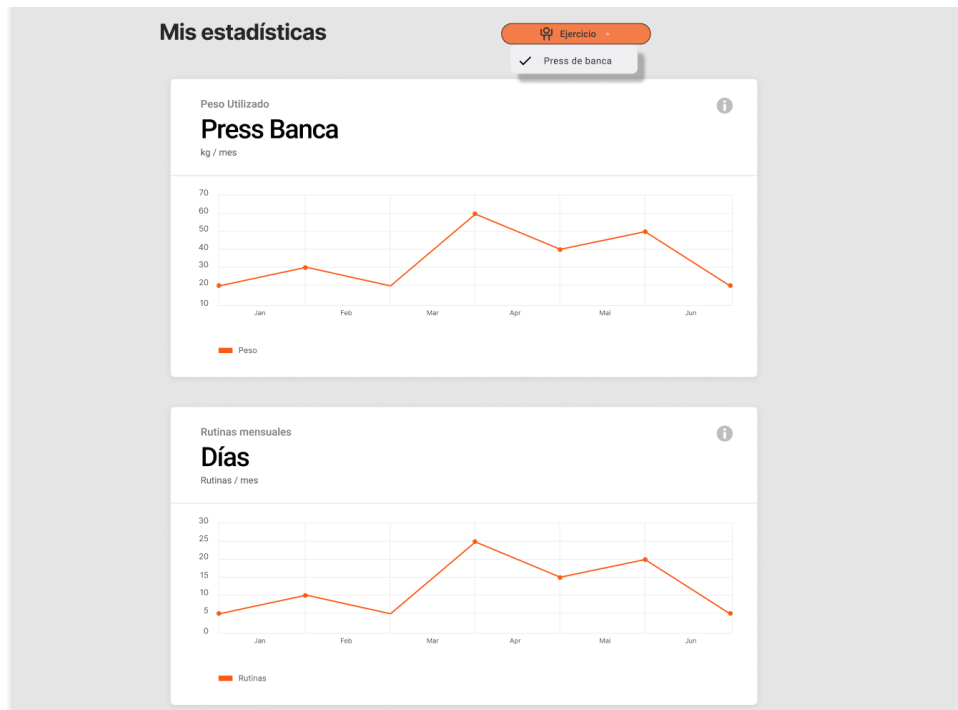 Mis estadísticas
Ejercicio
Press de banca
Peso Utilizado
Press Banca
kg / mes
70
60
50
40
30
20
10
Jan Feb Mar Apr Mai Jun
Peso
Rutinas mensuales
Días
Rutinas / mes
30
25
20
15
10
5
0
Jan Feb Mar Apr Mai Jun
Rutinas